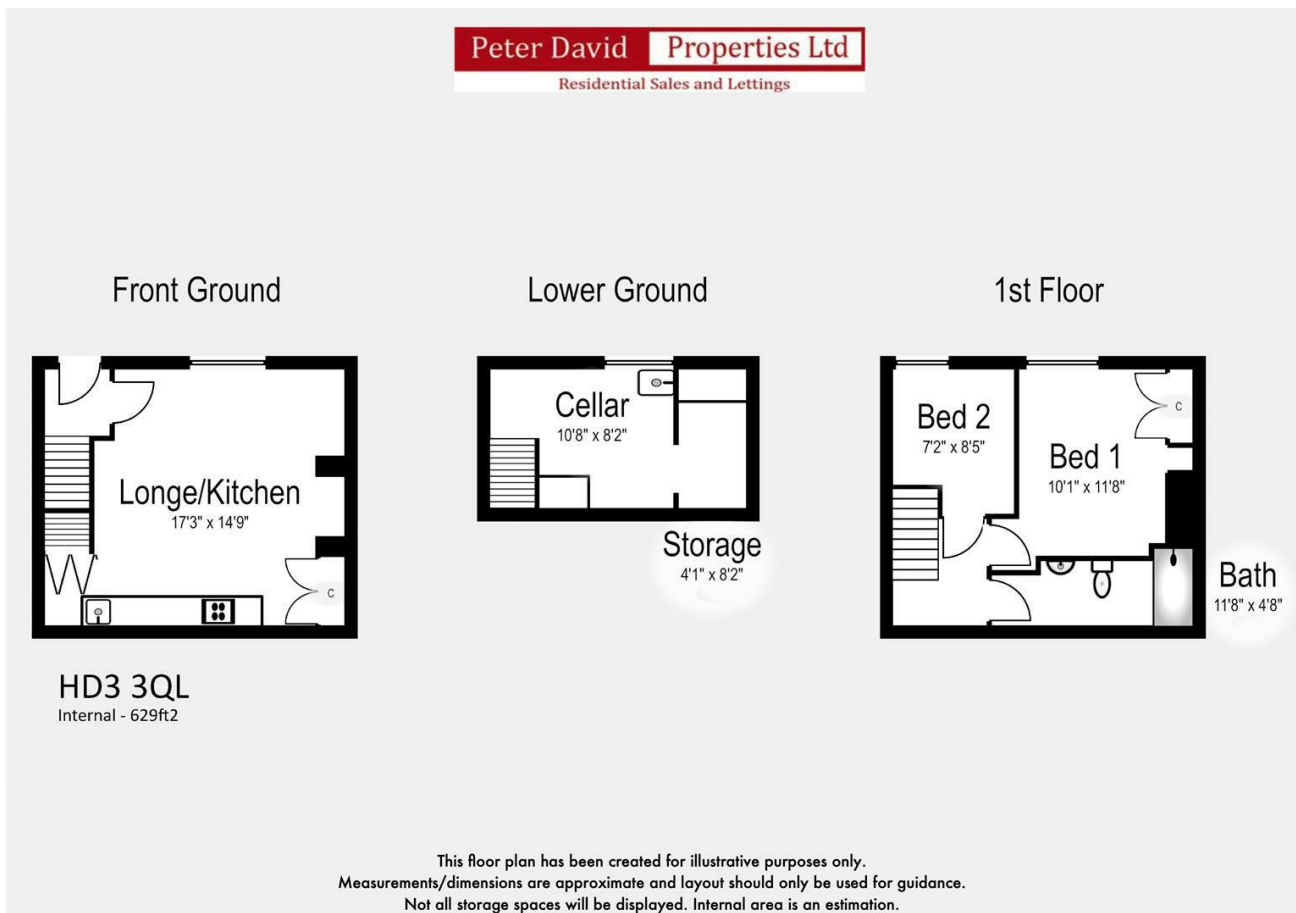 Peter David Properties Ltd
Residential Sales and Lettings
Front Ground
Lower Ground
1st Floor
Longe/Kitchen
17'3" x 14'9"
C
Cellar
10'8" x 8'2"
Storage
4'1" x 8'2"
Bed 2
7'2" x 8'5"
Bed 1
10'1" x 11'8"
C
Bath
11'8" x 4'8"
HD3 3QL
Internal - 629ft2
This floor plan has been created for illustrative purposes only.
Measurements/dimensions are approximate and layout should only be used for guidance.
Not all storage spaces will be displayed. Internal area is an estimation.